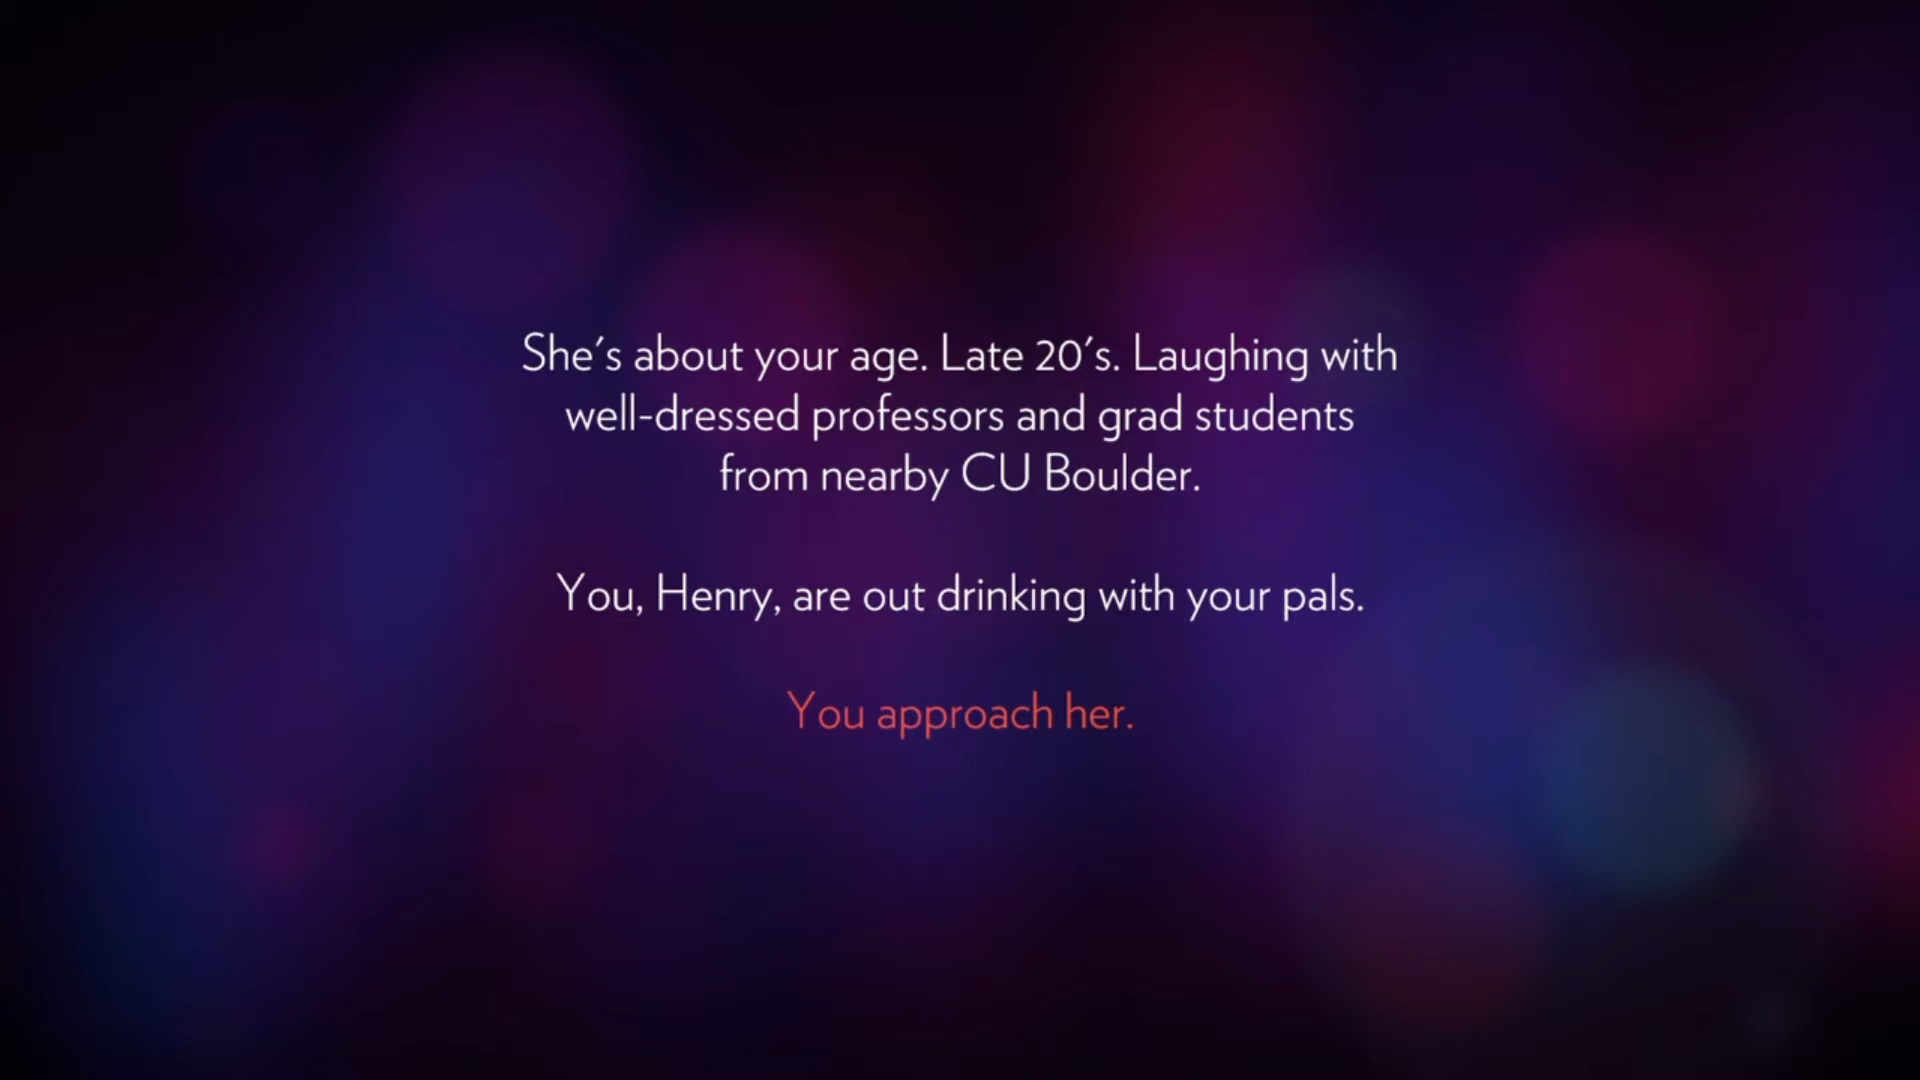 She's about your age. Late 20's. Laughing with
well-dressed professors and grad students
from nearby CU Boulder.
You, Henry, are out drinking with your pals.
You approach her.